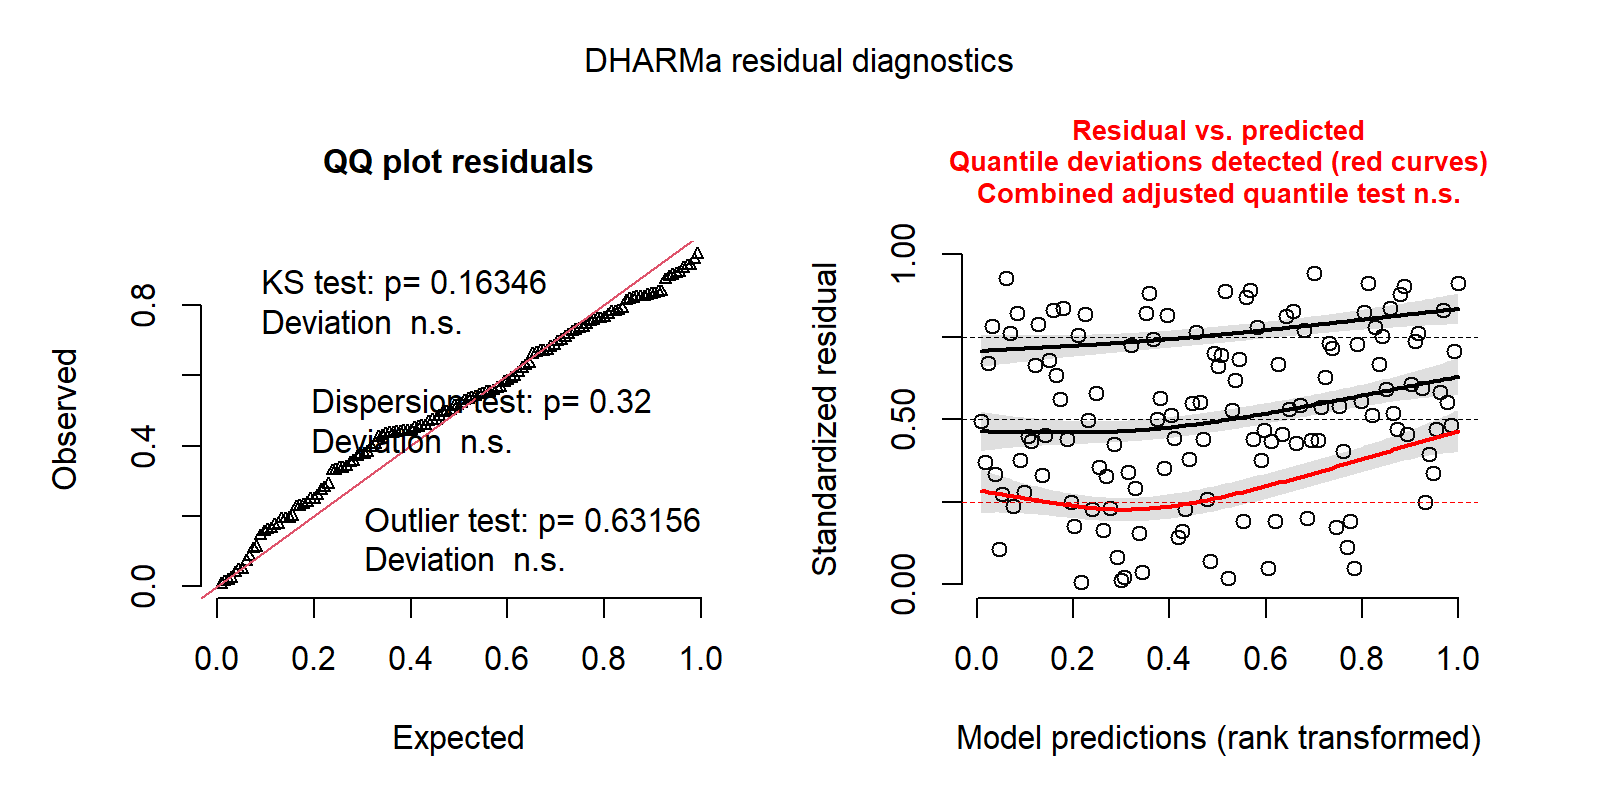 DHARMa residual diagnostics
QQ plot residuals
KS test: p= 0.16346
Deviation n.s.
Dispersion test: p= 0.32
Deviation n.s.
Outlier test: p= 0.63156
Deviation n.s.
Observed
0.0 0.4 0.8
0.0 0.2 0.4 0.6 0.8 1.0
Expected
Residual vs. predicted
Quantile deviations detected (red curves)
Combined adjusted quantile test n.s.
Standardized residual
0.00 0.50 1.00
0.0 0.2 0.4 0.6 0.8 1.0
Model predictions (rank transformed)